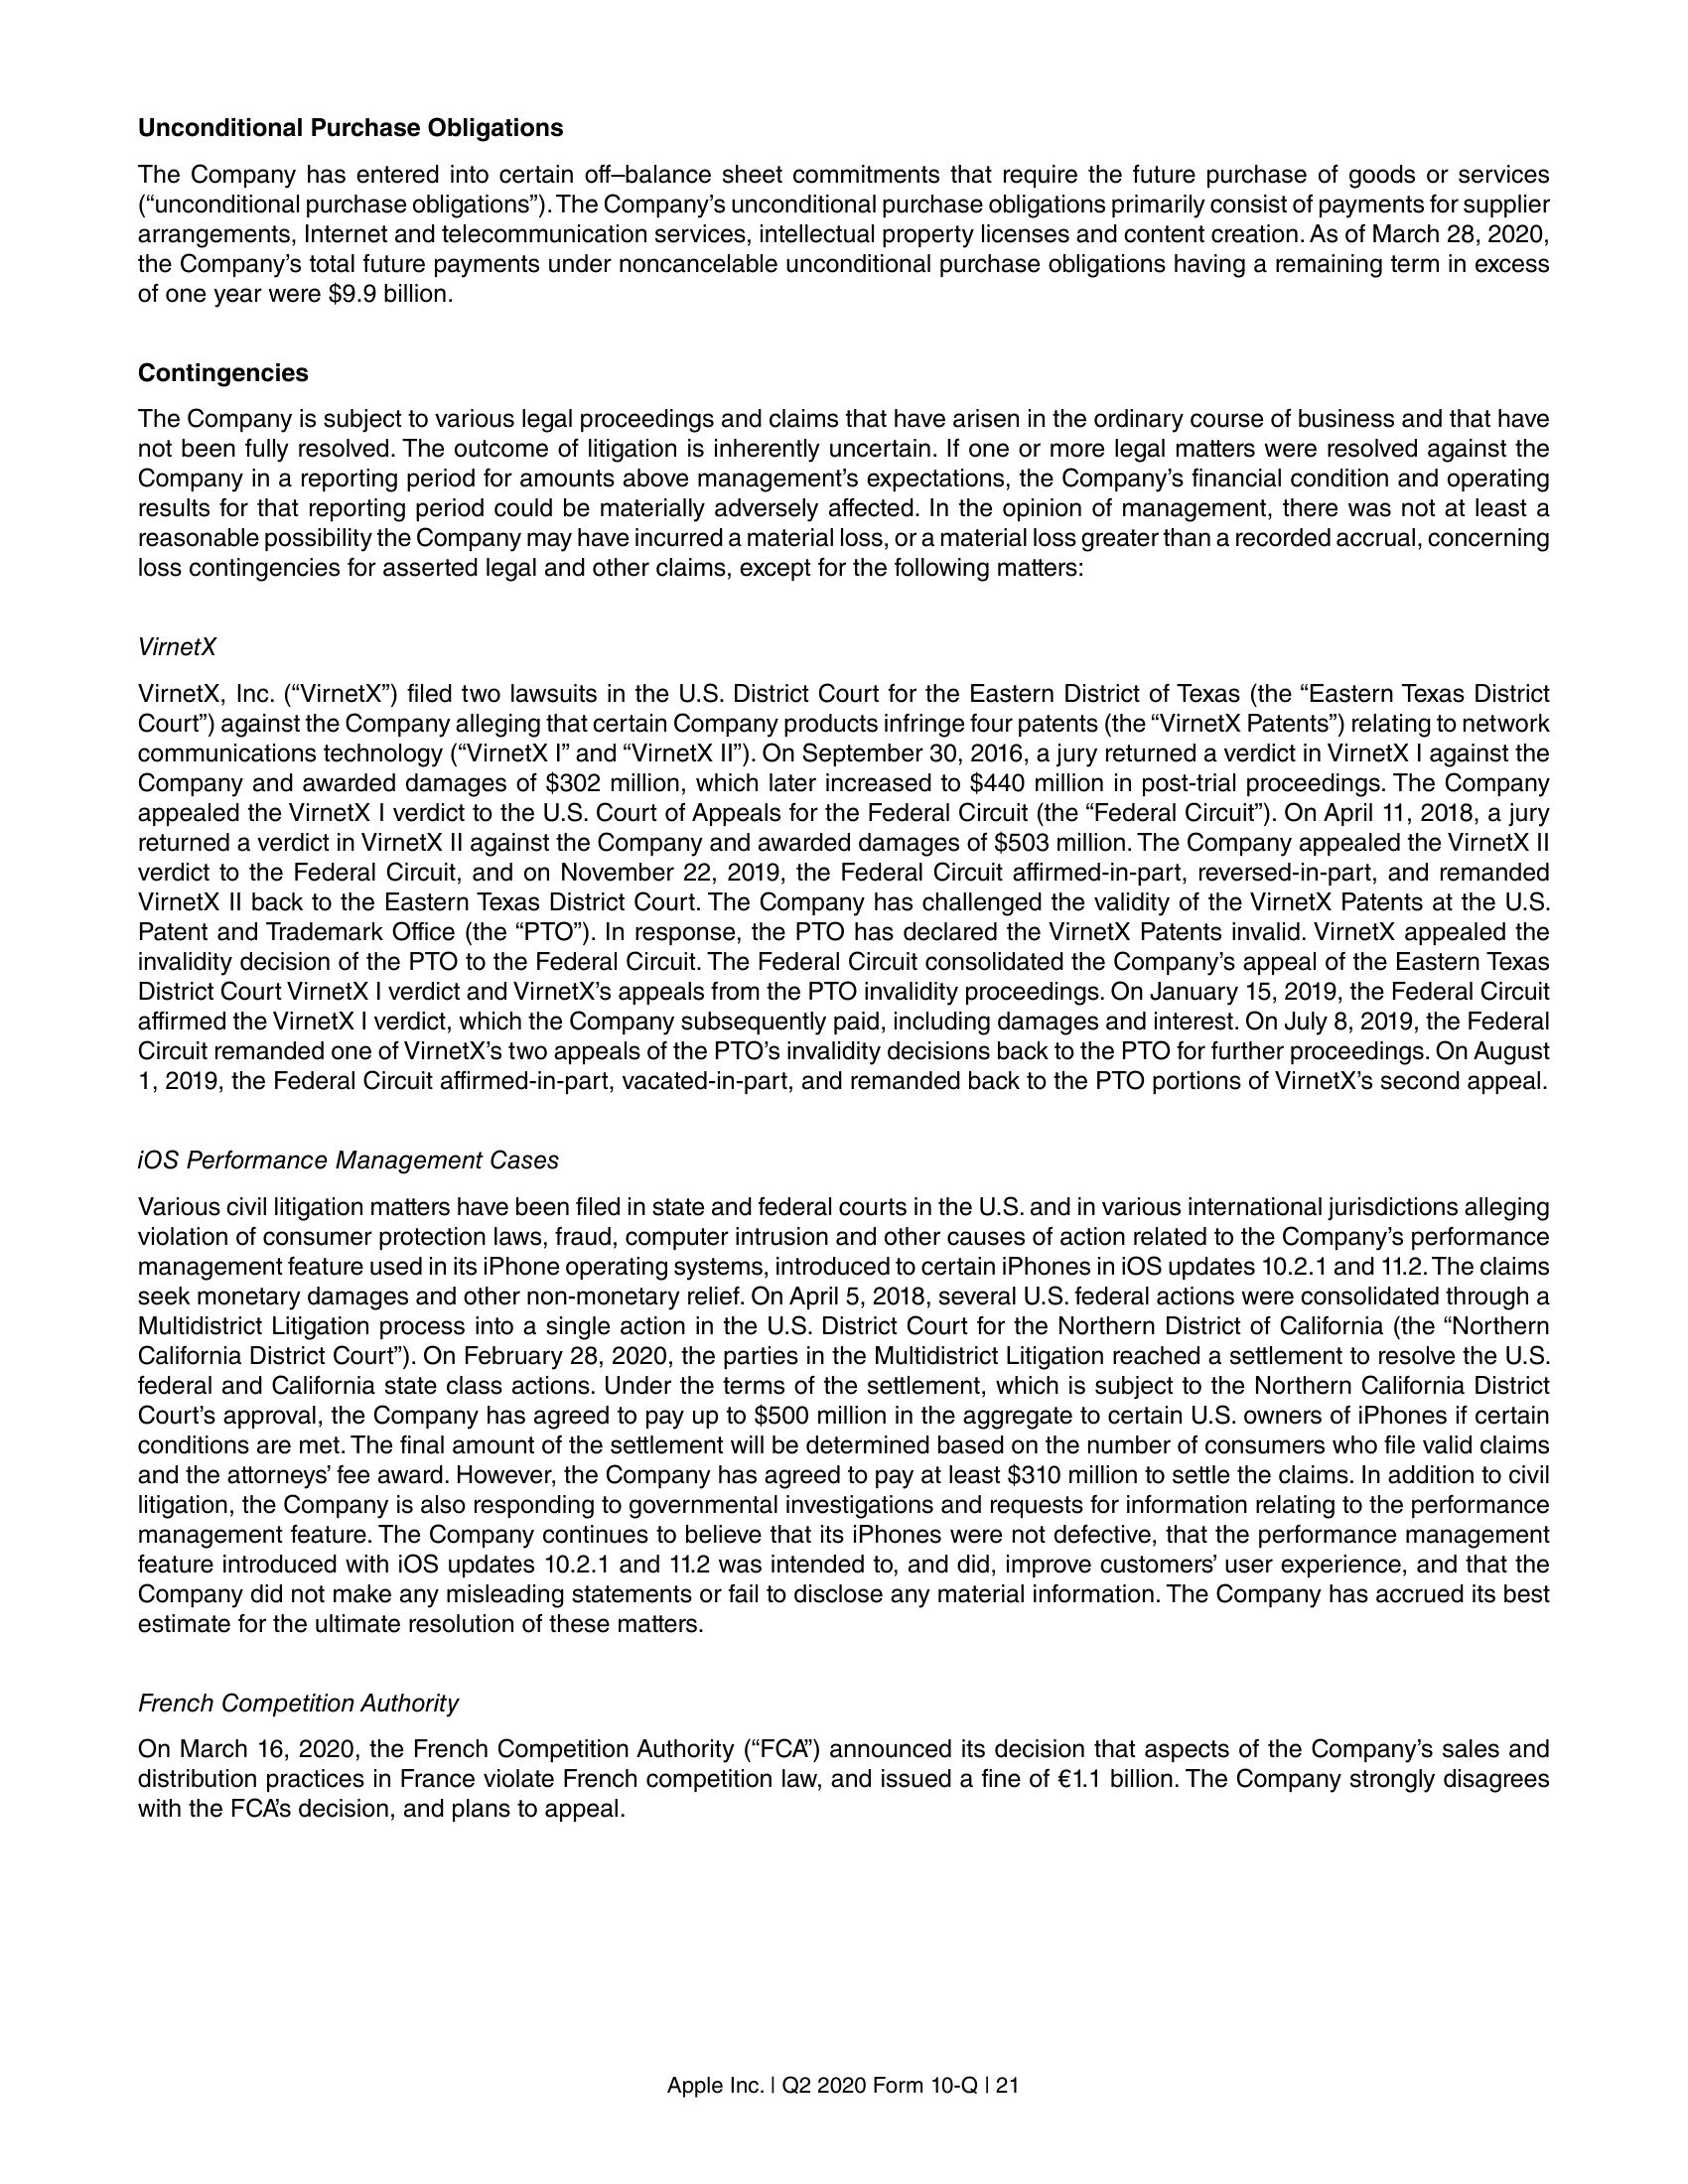 Unconditional Purchase Obligations
The Company has entered into certain off–balance sheet commitments that require the future purchase of goods or services
(“unconditional purchase obligations”). The Company’s unconditional purchase obligations primarily consist of payments for supplier
arrangements, Internet and telecommunication services, intellectual property licenses and content creation. As of March 28, 2020,
the Company’s total future payments under noncancelable unconditional purchase obligations having a remaining term in excess
of one year were $9.9 billion.
Contingencies
The Company is subject to various legal proceedings and claims that have arisen in the ordinary course of business and that have
not been fully resolved. The outcome of litigation is inherently uncertain. If one or more legal matters were resolved against the
Company in a reporting period for amounts above management’s expectations, the Company’s financial condition and operating
results for that reporting period could be materially adversely affected. In the opinion of management, there was not at least a
reasonable possibility the Company may have incurred a material loss, or a material loss greater than a recorded accrual, concerning
loss contingencies for asserted legal and other claims, except for the following matters:
VirnetX
VirnetX, Inc. (“VirnetX”) filed two lawsuits in the U.S. District Court for the Eastern District of Texas (the “Eastern Texas District
Court”) against the Company alleging that certain Company products infringe four patents (the “VirnetX Patents”) relating to network
communications technology (“VirnetX I” and “VirnetX II”). On September 30, 2016, a jury returned a verdict in VirnetX I against the
Company and awarded damages of $302 million, which later increased to $440 million in post-trial proceedings. The Company
appealed the VirnetX I verdict to the U.S. Court of Appeals for the Federal Circuit (the “Federal Circuit”). On April 11, 2018, a jury
returned a verdict in VirnetX II against the Company and awarded damages of $503 million. The Company appealed the VirnetX II
verdict to the Federal Circuit, and on November 22, 2019, the Federal Circuit affirmed-in-part, reversed-in-part, and remanded
VirnetX II back to the Eastern Texas District Court. The Company has challenged the validity of the VirnetX Patents at the U.S.
Patent and Trademark Office (the “PTO”). In response, the PTO has declared the VirnetX Patents invalid. VirnetX appealed the
invalidity decision of the PTO to the Federal Circuit. The Federal Circuit consolidated the Company’s appeal of the Eastern Texas
District Court VirnetX I verdict and VirnetX’s appeals from the PTO invalidity proceedings. On January 15, 2019, the Federal Circuit
affirmed the VirnetX I verdict, which the Company subsequently paid, including damages and interest. On July 8, 2019, the Federal
Circuit remanded one of VirnetX’s two appeals of the PTO’s invalidity decisions back to the PTO for further proceedings. On August
1, 2019, the Federal Circuit affirmed-in-part, vacated-in-part, and remanded back to the PTO portions of VirnetX’s second appeal.
iOS Performance Management Cases
Various civil litigation matters have been filed in state and federal courts in the U.S. and in various international jurisdictions alleging
violation of consumer protection laws, fraud, computer intrusion and other causes of action related to the Company’s performance
management feature used in its iPhone operating systems, introduced to certain iPhones in iOS updates 10.2.1 and 11.2. The claims
seek monetary damages and other non-monetary relief. On April 5, 2018, several U.S. federal actions were consolidated through a
Multidistrict Litigation process into a single action in the U.S. District Court for the Northern District of California (the “Northern
California District Court”). On February 28, 2020, the parties in the Multidistrict Litigation reached a settlement to resolve the U.S.
federal and California state class actions. Under the terms of the settlement, which is subject to the Northern California District
Court’s approval, the Company has agreed to pay up to $500 million in the aggregate to certain U.S. owners of iPhones if certain
conditions are met. The final amount of the settlement will be determined based on the number of consumers who file valid claims
and the attorneys’ fee award. However, the Company has agreed to pay at least $310 million to settle the claims. In addition to civil
litigation, the Company is also responding to governmental investigations and requests for information relating to the performance
management feature. The Company continues to believe that its iPhones were not defective, that the performance management
feature introduced with iOS updates 10.2.1 and 11.2 was intended to, and did, improve customers’ user experience, and that the
Company did not make any misleading statements or fail to disclose any material information. The Company has accrued its best
estimate for the ultimate resolution of these matters.
French Competition Authority
On March 16, 2020, the French Competition Authority (“FCA”) announced its decision that aspects of the Company’s sales and
distribution practices in France violate French competition law, and issued a fine of €1.1 billion. The Company strongly disagrees
with the FCA’s decision, and plans to appeal.
Apple Inc. | Q2 2020 Form 10-Q | 21